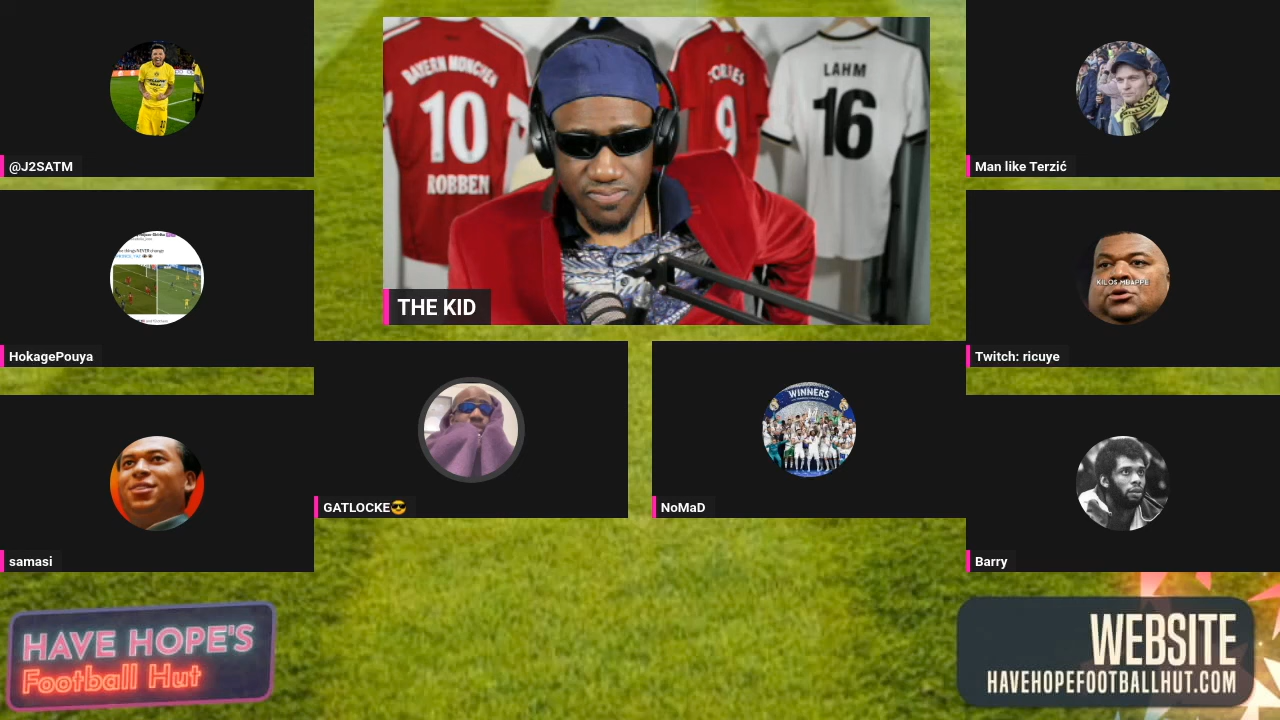 @J2SATM
HokagePouya
samasi
BAYERN MÜNCHEN
10
ROBBEN
9
LAHM
16
THE KID
GATLOCKE😎
WINNERS
NoMaD
Man like Terzić
KILOS MBAPPE
Twitch: ricuye
Barry
HAVE HOPE'S
Football Hut
WEBSITE
HAVEHOPEFOOTBALLHUT.COM